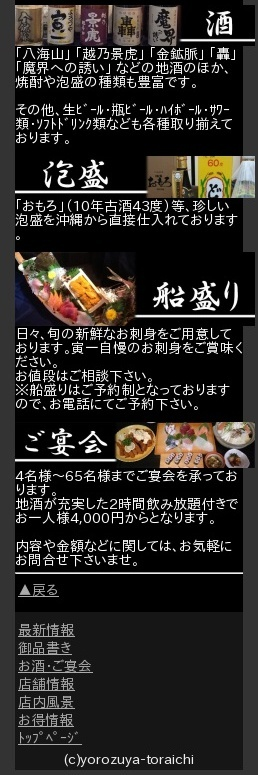 酒
「八海山」「越乃景虎」「金鉱脈」「轟」
「魔界への誘い」などの地酒のほか、
焼酎や泡盛の種類も豊富です。
その他、生ﾋﾞｰﾙ・瓶ﾋﾞｰﾙ・ﾊｲﾎﾞｰﾙ・ｻﾜｰ
類・ｿﾌﾄﾄﾞﾘﾝｸ類なども各種取り揃えて
おります。
泡盛
「おもろ」（10年古酒43度）等、珍しい
泡盛を沖縄から直接仕入れております
。
船盛り
日々、旬の新鮮なお刺身をご用意して
おります。寅一自慢のお刺身をご賞味く
ださい。
お値段はご相談下さい。
※船盛りはご予約制となっております
ので、お電話にてご予約下さい。
ご宴会
4名様～65名様までご宴会を承ってお
ります。
地酒が充実した2時間飲み放題付きで
お一人様4,000円からとなります。
内容や金額などに関しては、お気軽に
お問合せ下さいませ。
▲戻る
最新情報
御品書き
お酒・ご宴会
店舗情報
店内風景
お得情報
ﾄｯﾌﾟﾍﾟｰｼﾞ
(c)yorozuya-toraichi